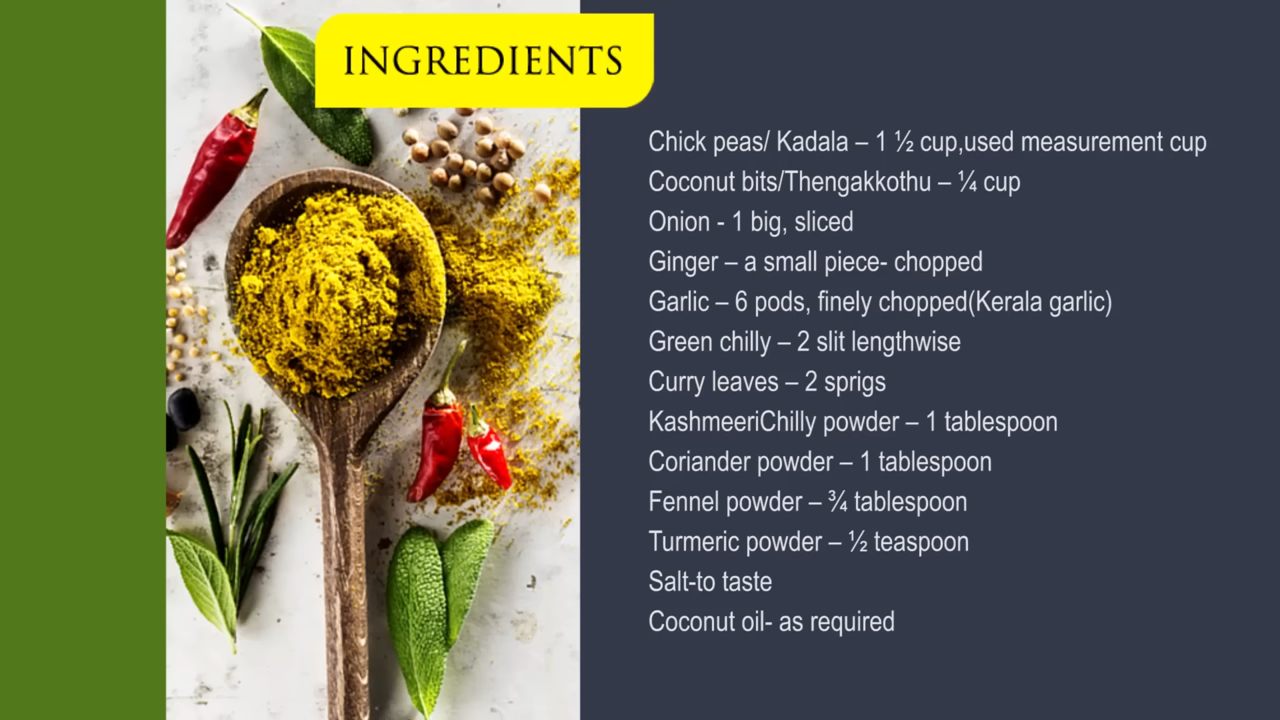 INGREDIENTS
Chick peas/ Kadala – 1 ½ cup,used measurement cup
Coconut bits/Thengakkothu – ¼ cup
Onion - 1 big, sliced
Ginger – a small piece- chopped
Garlic – 6 pods, finely chopped(Kerala garlic)
Green chilly – 2 slit lengthwise
Curry leaves – 2 sprigs
KashmeeriChilly powder – 1 tablespoon
Coriander powder – 1 tablespoon
Fennel powder – ¾ tablespoon
Turmeric powder – ½ teaspoon
Salt-to taste
Coconut oil- as required